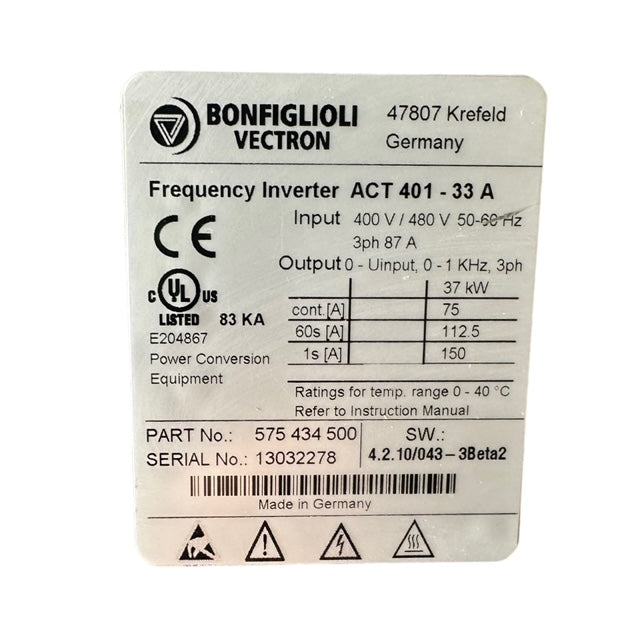 BONFIGLIOLI
VECTRON
47807 Krefeld
Germany
Frequency Inverter ACT 401 - 33 A
Input 400 V / 480 V 50-60 Hz
3ph 87 A
Output 0 - Uinput, 0 - 1 KHz, 3ph
37 kW
cont.[A] 75
60s [A] 112.5
1s [A] 150
CE
C UL US
LISTED 83 KA
E204867
Power Conversion
Equipment
Ratings for temp. range 0 - 40 °C
Refer to Instruction Manual
PART No.: 575 434 500
SERIAL No.: 13032278
SW.:
4.2.10/043-3Beta2
Made in Germany